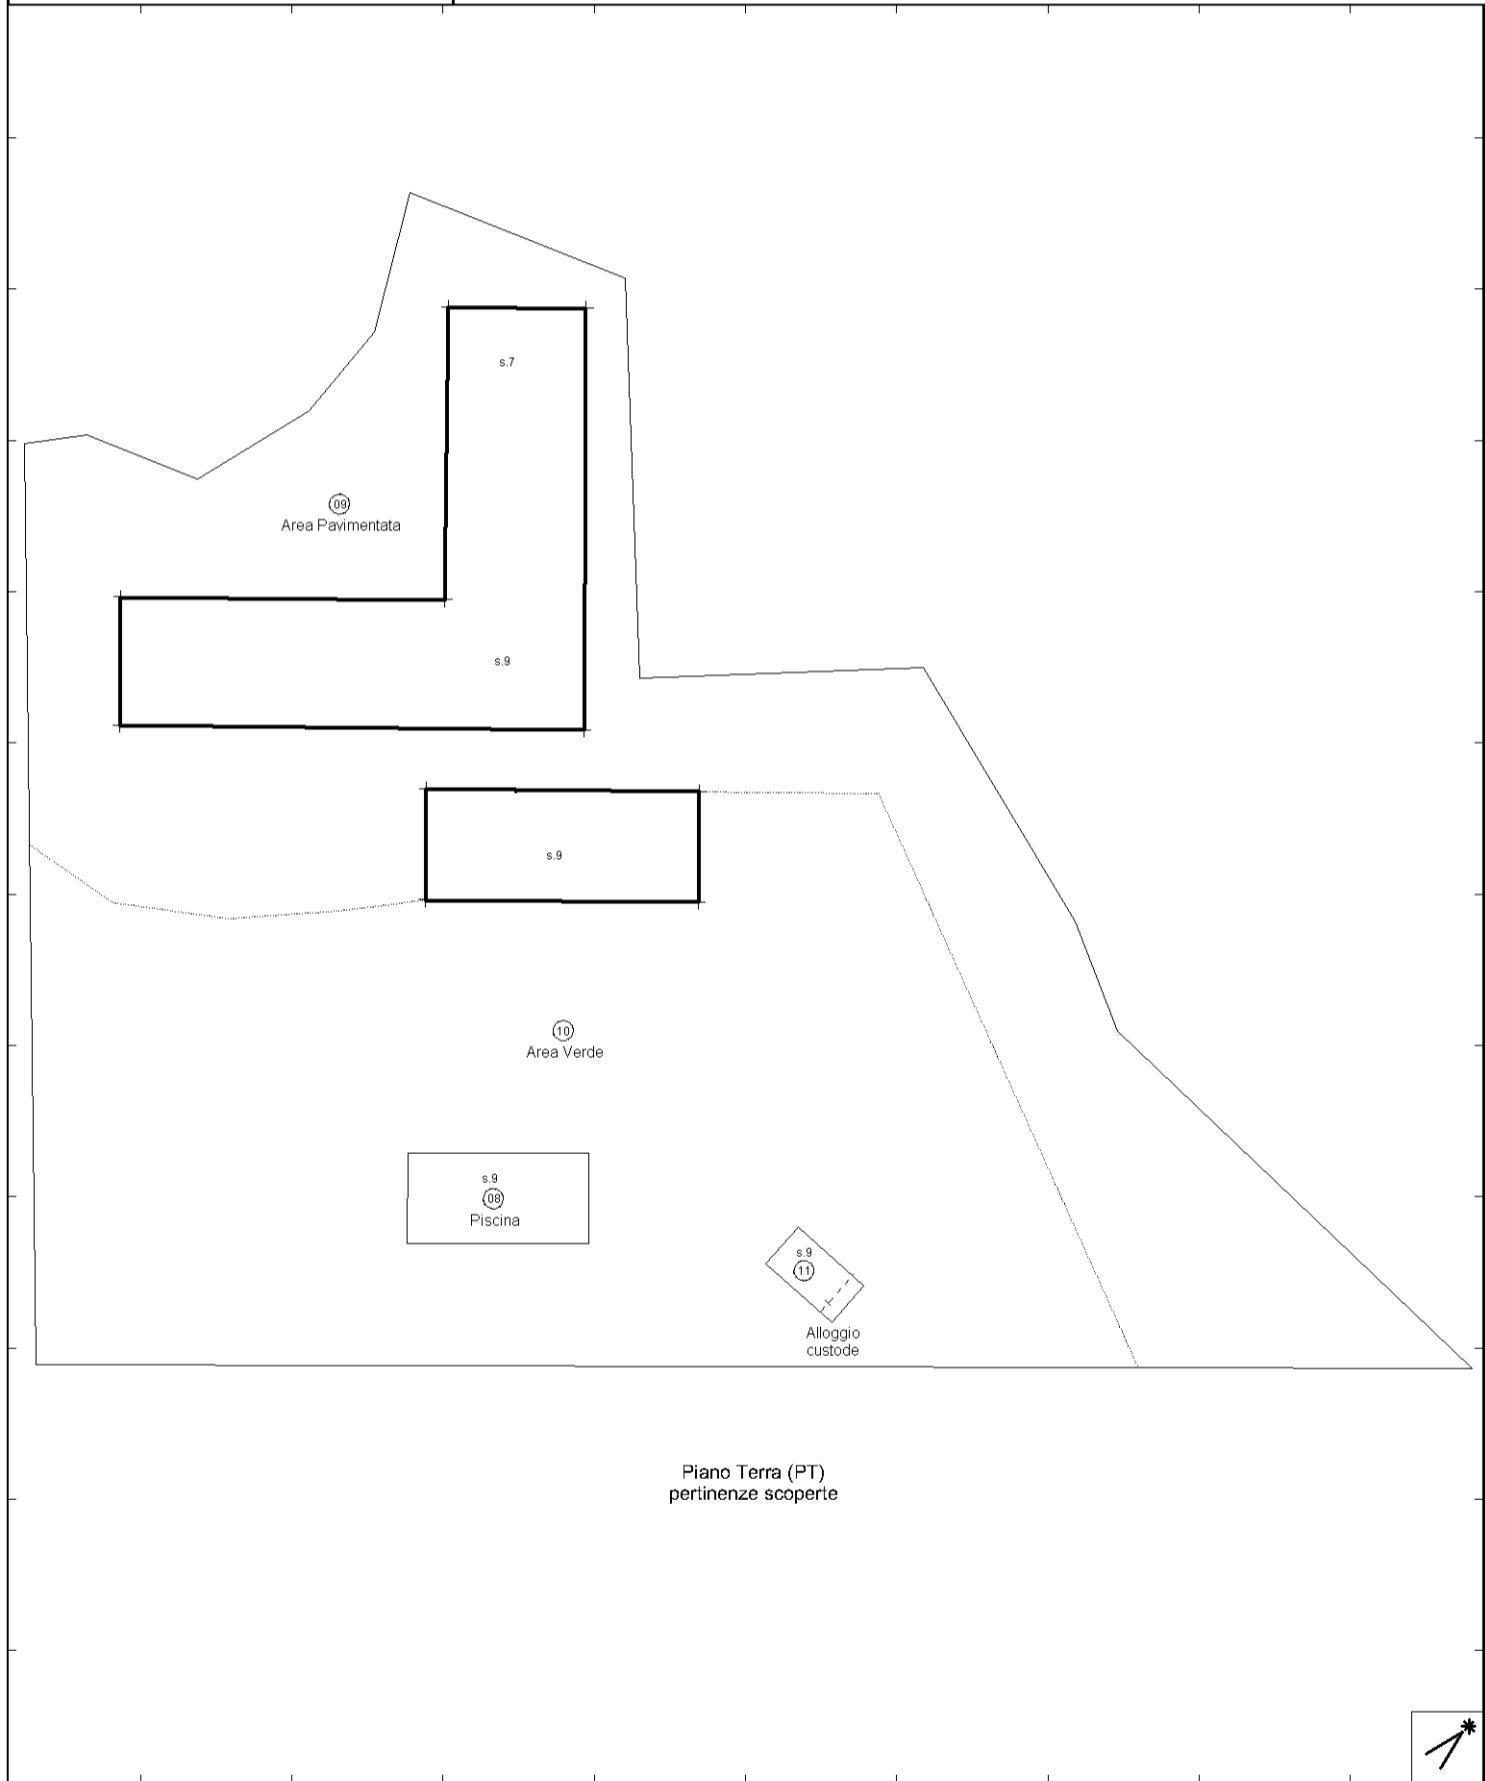 s.7
09
Area Pavimentata
s.9
s.9
10
Area Verde
s.9
08
Piscina
s.9
11
Alloggio
custode
Piano Terra (PT)
pertinenze scoperte